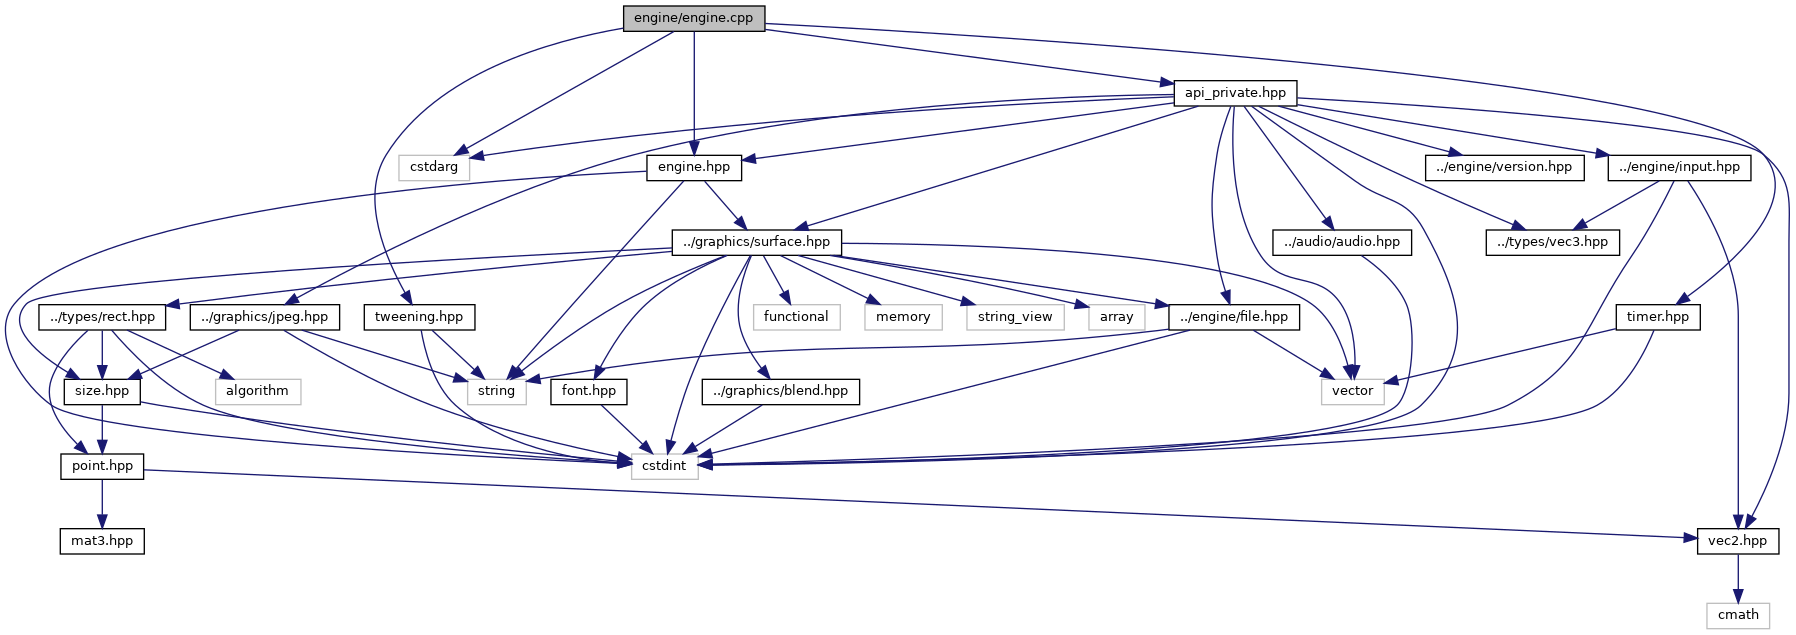 engine/engine.cpp
api_private.hpp
cstdarg
engine.hpp
../engine/version.hpp
../engine/input.hpp
../graphics/surface.hpp
../audio/audio.hpp
../types/vec3.hpp
../types/rect.hpp
../graphics/jpeg.hpp
tweening.hpp
functional
memory
string_view
array
../engine/file.hpp
timer.hpp
size.hpp
algorithm
string
font.hpp
../graphics/blend.hpp
vector
point.hpp
cstdint
mat3.hpp
vec2.hpp
cmath